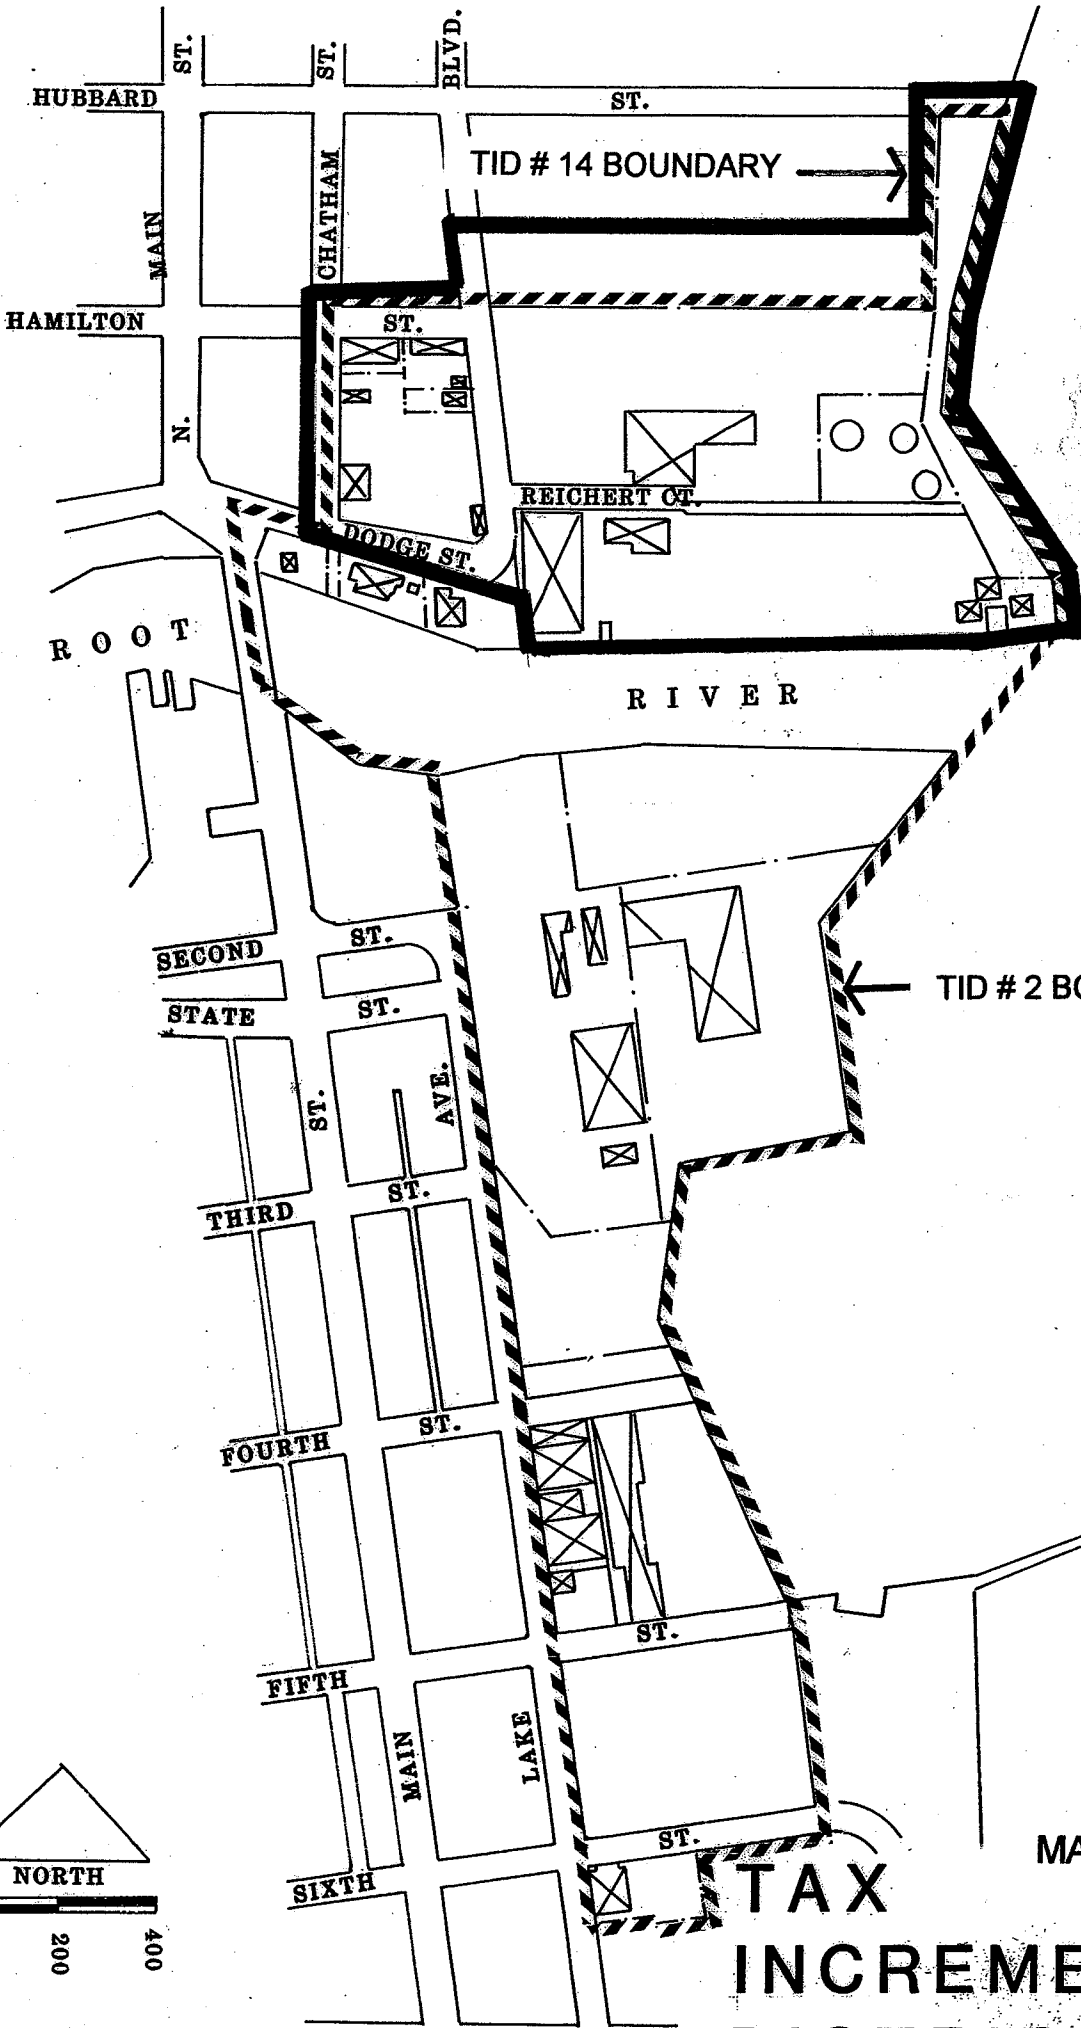 ST.
ST.
BLVD.
HUBBARD
ST.
TID # 14 BOUNDARY
CHATHAM
MAIN
HAMILTON
ST.
N.
REICHERT CT.
DODGE ST.
ROOT
RIVER
SECOND
ST.
STATE
ST.
TID # 2 BO
ST.
AVE.
THIRD
ST.
FOURTH
ST.
ST.
FIFTH
MAIN
LAKE
ST.
MA
NORTH
SIXTH
TAX
200
400
INCREME